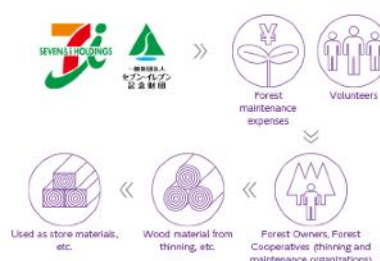 SEVEN&i HOLDINGS
一般財団法人
セブン-イレブン
記念財団
Forest
maintenance
expenses
Volunteers
Used as store materials,
etc.
Wood material from
thinning, etc.
Forest Owners, Forest
Cooperatives (thinning and
maintenance organizations)